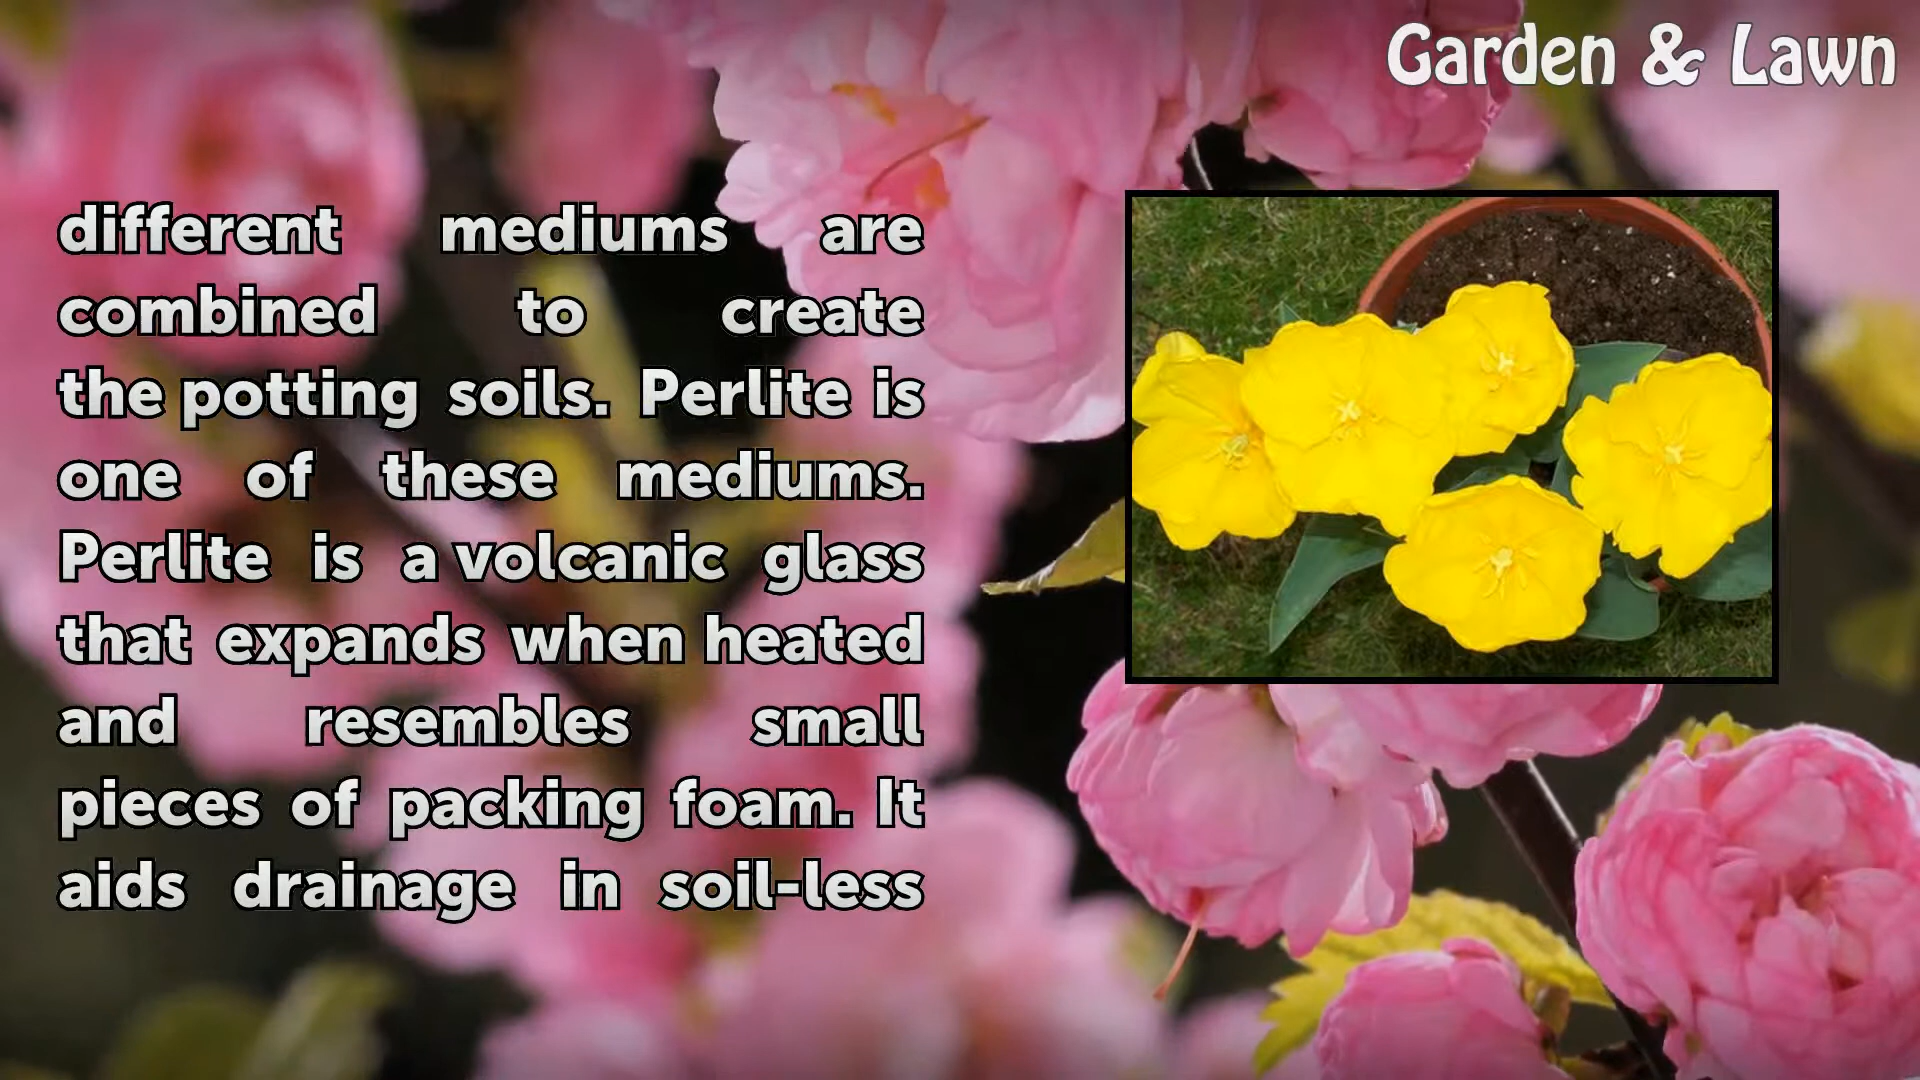 Garden & Lawn
different mediums are
combined to create
the potting soils. Perlite is
one of these mediums.
Perlite is a volcanic glass
that expands when heated
and resembles small
pieces of packing foam. It
aids drainage in soil-less